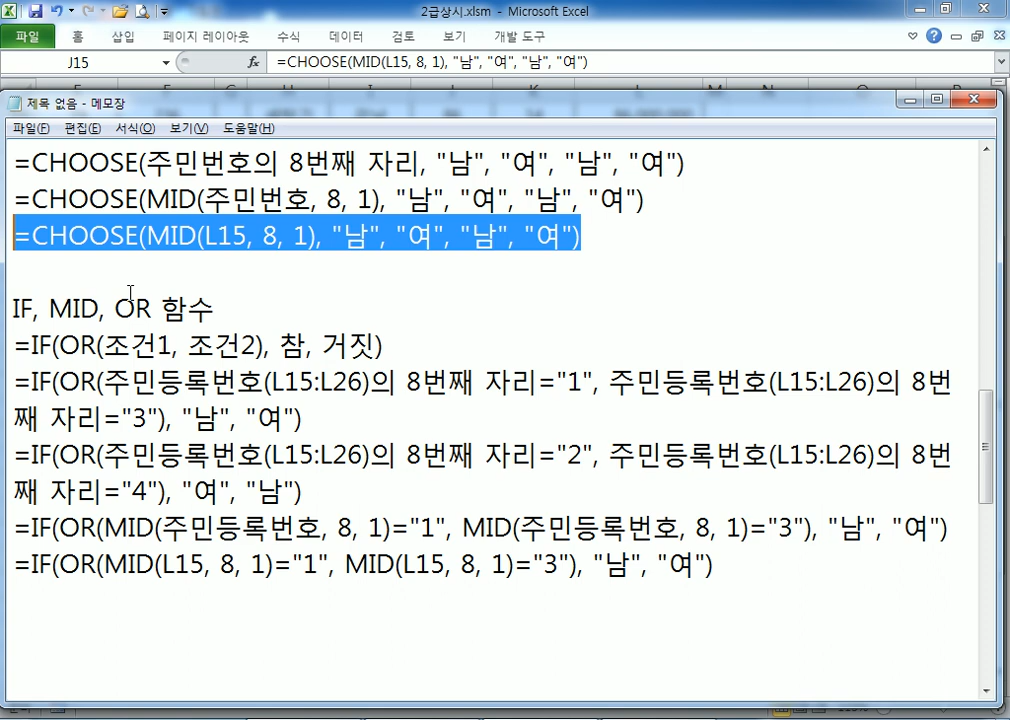 2급상시.xlsm - Microsoft Excel
파일 홈 삽입 페이지 레이아웃 수식 데이터 검토 보기 개발 도구
J15 fx =CHOOSE(MID(L15, 8, 1), "남", "여", "남", "여")
제목 없음 - 메모장
파일(F) 편집(E) 서식(O) 보기(V) 도움말(H)
=CHOOSE(주민번호의 8번째 자리, "남", "여", "남", "여")
=CHOOSE(MID(주민번호, 8, 1), "남", "여", "남", "여")
=CHOOSE(MID(L15, 8, 1), "남", "여", "남", "여")
IF, MID, OR 함수
=IF(OR(조건1, 조건2), 참, 거짓)
=IF(OR(주민등록번호(L15:L26)의 8번째 자리="1", 주민등록번호(L15:L26)의 8번
째 자리="3"), "남", "여")
=IF(OR(주민등록번호(L15:L26)의 8번째 자리="2", 주민등록번호(L15:L26)의 8번
째 자리="4"), "여", "남")
=IF(OR(MID(주민등록번호, 8, 1)="1", MID(주민등록번호, 8, 1)="3"), "남", "여")
=IF(OR(MID(L15, 8, 1)="1", MID(L15, 8, 1)="3"), "남", "여")